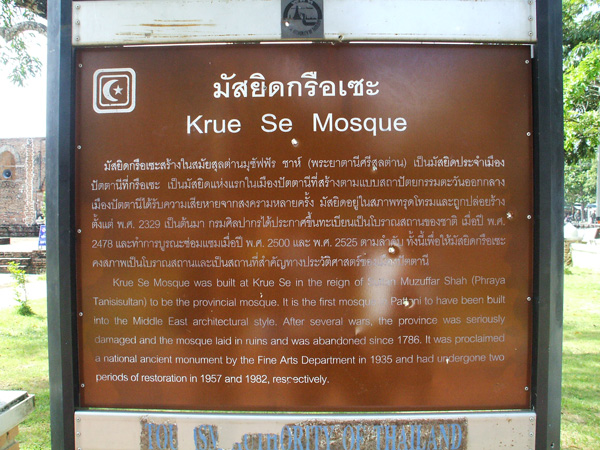 มัสยิดกรือเซะ
Krue Se Mosque
มัสยิดกรือเซะสร้างในสมัยสุลต่านมุซัฟฟัร ชาห์ (พระยาตานีศรีสุลต่าน) เป็นมัสยิดประจำเมือง
ปัตตานีที่กรือเซะ เป็นมัสยิดแห่งแรกในเมืองปัตตานีที่สร้างตามแบบสถาปัตยกรรมตะวันออกกลาง
เมืองปัตตานีได้รับความเสียหายจากสงครามหลายครั้ง มัสยิดอยู่ในสภาพทรุดโทรมและถูกปล่อยร้าง
ตั้งแต่ พ.ศ. 2329 เป็นต้นมา กรมศิลปากรได้ประกาศขึ้นทะเบียนเป็นโบราณสถานของชาติ เมื่อปี พ.ศ.
2478 และทำการบูรณะซ่อมแซมเมื่อปี พ.ศ. 2500 และ พ.ศ. 2525 ตามลำดับ ทั้งนี้เพื่อให้มัสยิดกรือเซะ
คงสภาพเป็นโบราณสถานและเป็นสถานที่สำคัญทางประวัติศาสตร์ของเมืองปัตตานี
Krue Se Mosque was built at Krue Se in the reign of Sultan Muzuffar Shah (Phraya
Tanisisultan) to be the provincial mosque. It is the first mosque in Pattani to have been built
into the Middle East architectural style. After several wars, the province was seriously
damaged and the mosque laid in ruins and was abandoned since 1786. It was proclaimed
a national ancient monument by the Fine Arts Department in 1935 and had undergone two
periods of restoration in 1957 and 1982, respectively.
AUTHORITY OF THAILAND